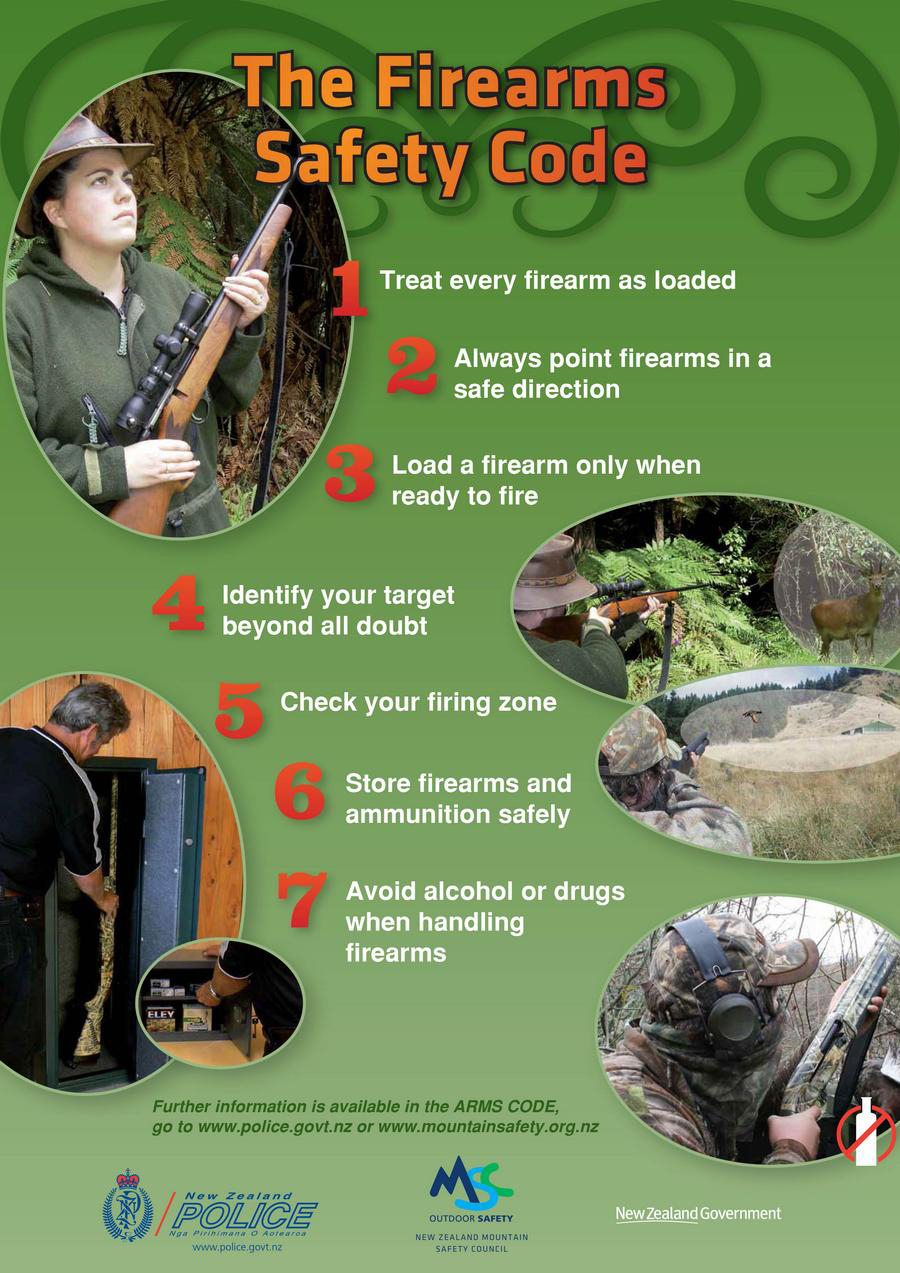 The Firearms
Safety Code
1 Treat every firearm as loaded
2 Always point firearms in a
safe direction
3 Load a firearm only when
ready to fire
4 Identify your target
beyond all doubt
5 Check your firing zone
6 Store firearms and
ammunition safely
7 Avoid alcohol or drugs
when handling
firearms
ELEY
Further information is available in the ARMS CODE,
go to www.police.govt.nz or www.mountainsafety.org.nz
New Zealand
POLICE
Nga Pirihimana O Aotearoa
www.police.govt.nz
MSC
OUTDOOR SAFETY
NEW ZEALAND MOUNTAIN
SAFETY COUNCIL
New Zealand Government